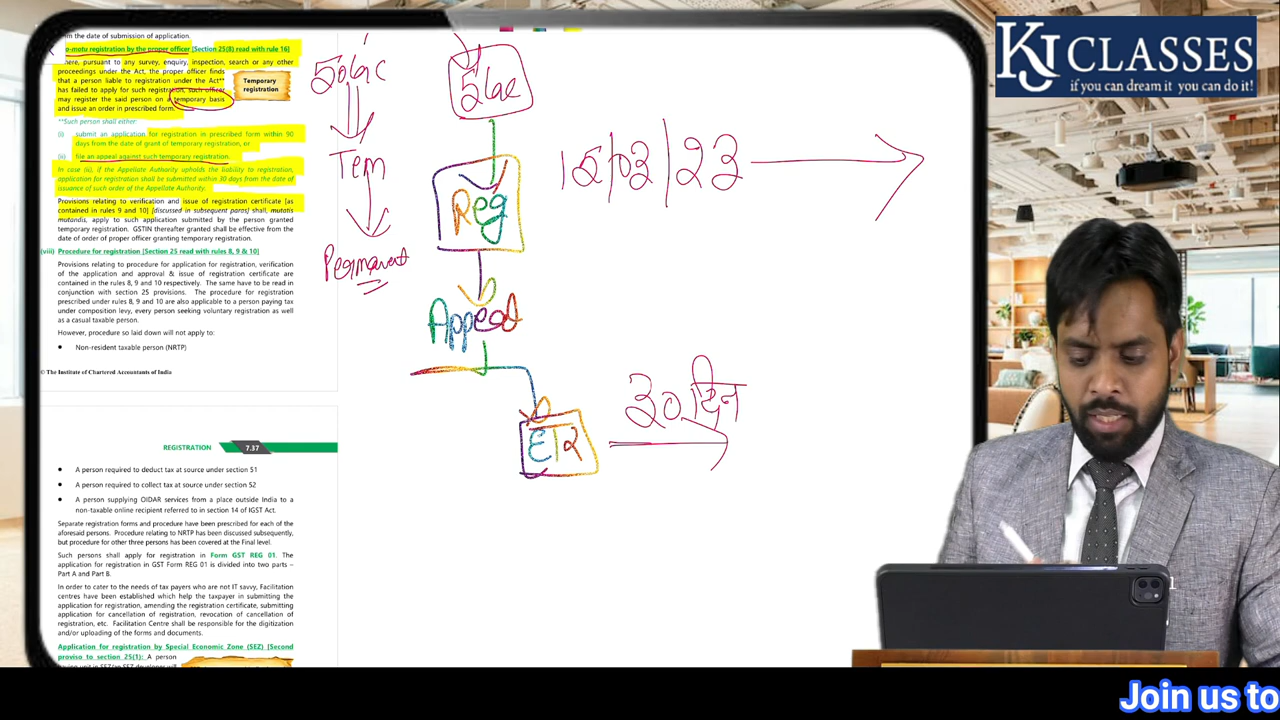 m the date of submission of application.
o-motu registration by the proper officer [Section 25(8) read with rule 16]
here, pursuant to any survey, enquiry, inspection, search or any other
proceedings under the Act, the proper officer finds
that a person liable to registration under the Act**
has failed to apply for such registration, such officer
may register the said person on a temporary basis
and issue an order in prescribed form.
Temporary
registration
**Such person shall either:
(i) submit an application for registration in prescribed form within 90
days from the date of grant of temporary registration, or
(ii) file an appeal against such temporary registration.
In case (ii), if the Appellate Authority upholds the liability to registration,
application for registration shall be submitted within 30 days from the date of
issuance of such order of the Appellate Authority.
Provisions relating to verification and issue of registration certificate [as
contained in rules 9 and 10] [discussed in subsequent paras] shall, mutatis
mutandis, apply to such application submitted by the person granted
temporary registration. GSTIN thereafter granted shall be effective from the
date of order of proper officer granting temporary registration.
(viii) Procedure for registration [Section 25 read with rules 8, 9 & 10]
Provisions relating to procedure for application for registration, verification
of the application and approval & issue of registration certificate are
contained in the rules 8, 9 and 10 respectively. The same have to be read in
conjunction with section 25 provisions. The procedure for registration
prescribed under rules 8, 9 and 10 are also applicable to a person paying tax
under composition levy, every person seeking voluntary registration as well
as a casual taxable person.
However, procedure so laid down will not apply to:
• Non-resident taxable person (NRTP)
© The Institute of Chartered Accountants of India
REGISTRATION 7.37
• A person required to deduct tax at source under section 51
• A person required to collect tax at source under section 52
• A person supplying OIDAR services from a place outside India to a
non-taxable online recipient referred to in section 14 of IGST Act.
Separate registration forms and procedure have been prescribed for each of the
aforesaid persons. Procedure relating to NRTP has been discussed subsequently,
but procedure for other three persons has been covered at the Final level.
Such persons shall apply for registration in Form GST REG 01. The
application for registration in GST Form REG 01 is divided into two parts –
Part A and Part B.
In order to cater to the needs of tax payers who are not IT savvy, Facilitation
centres have been established which help the taxpayer in submitting the
application for registration, amending the registration certificate, submitting
application for cancellation of registration, revocation of cancellation of
registration, etc. Facilitation Centre shall be responsible for the digitization
and/or uploading of the forms and documents.
Application for registration by Special Economic Zone (SEZ) [Second
proviso to section 25(1): A person
50lac
Tem
Permanent
Reg
Appeal
15/03/23
30 दिन
KJ CLASSES
if you can dream it you can do it!
Join us to